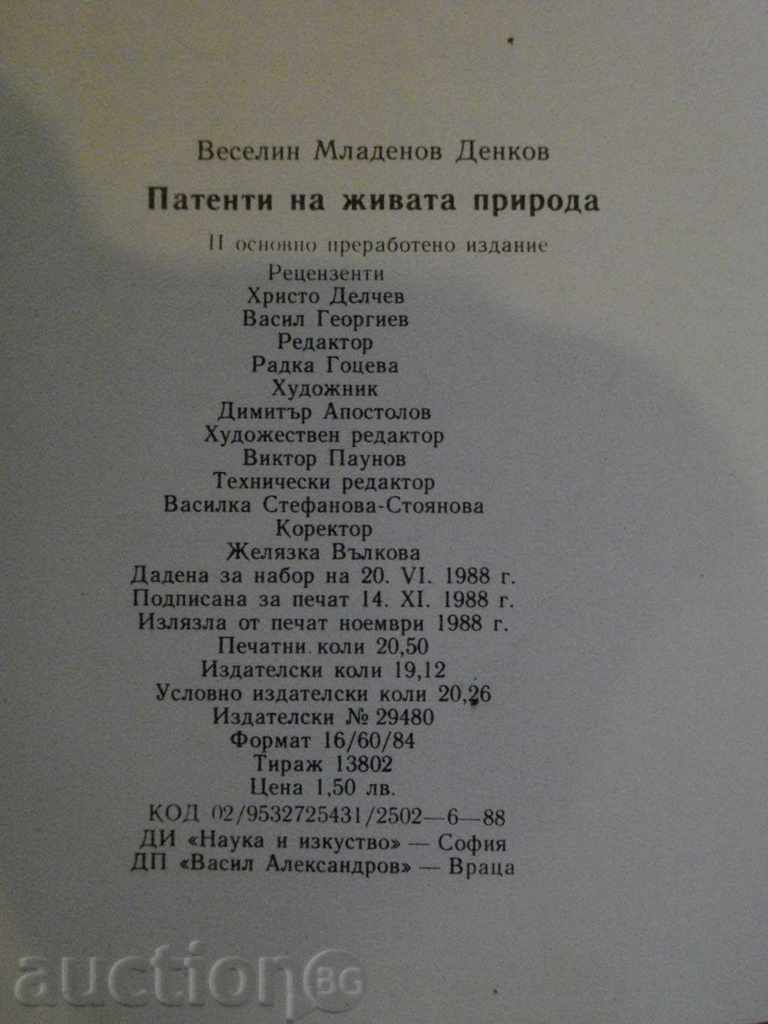 Веселин Младенов Денков
Патенти на живата природа
II основно преработено издание
Рецензенти
Христо Делчев
Васил Георгиев
Редактор
Радка Гоцева
Художник
Димитър Апостолов
Художествен редактор
Виктор Паунов
Технически редактор
Василка Стефанова-Стоянова
Коректор
Желязка Вълкова
Дадена за набор на 20. VI. 1988 г.
Подписана за печат 14. XI. 1988 г.
Излязла от печат ноември 1988 г.
Печатни коли 20,50
Издателски коли 19,12
Условно издателски коли 20,26
Издателски № 29480
Формат 16/60/84
Тираж 13802
Цена 1,50 лв.
КОД 02/9532725431/2502—6—88
ДИ «Наука и изкуство» — София
ДП «Васил Александров» — Враца
auction BG